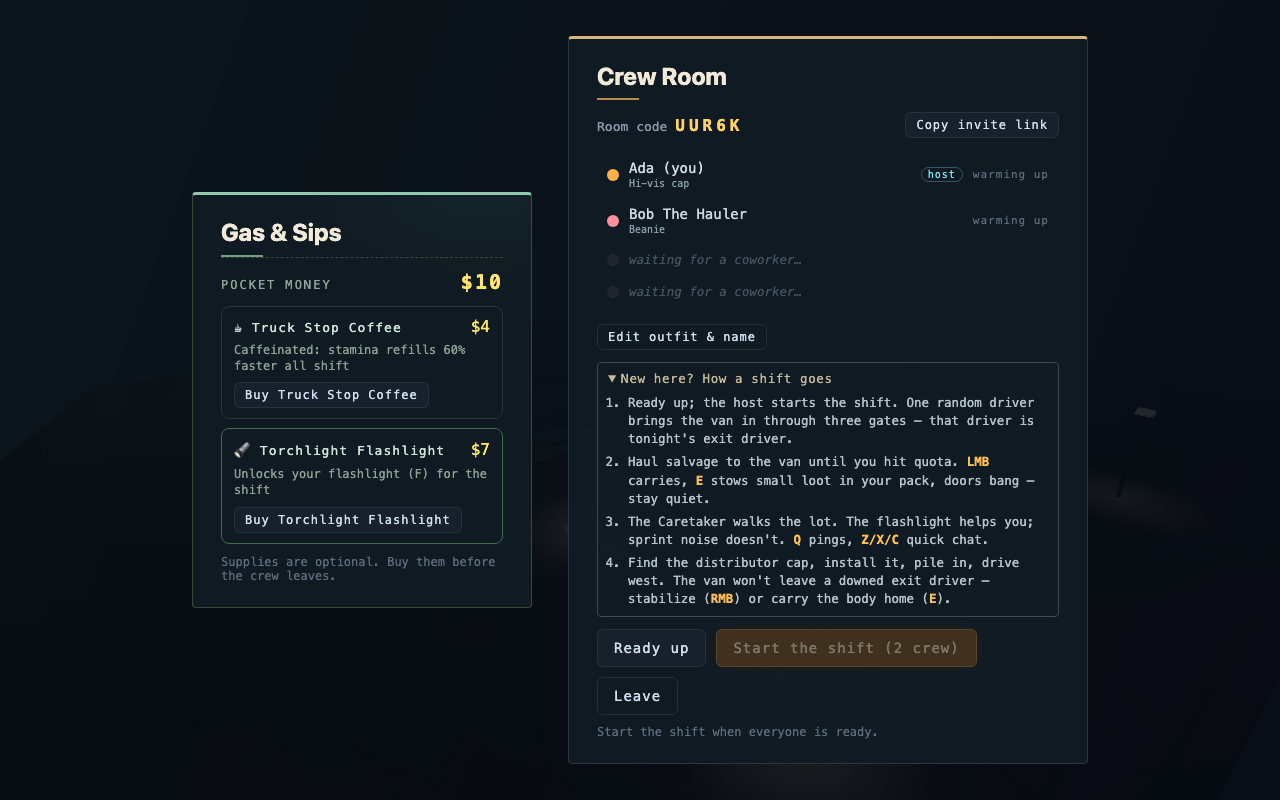 Gas & Sips
POCKET MONEY $10
Truck Stop Coffee $4
Caffeinated: stamina refills 60%
faster all shift
Buy Truck Stop Coffee
Torchlight Flashlight $7
Unlocks your flashlight (F) for the
shift
Buy Torchlight Flashlight
Supplies are optional. Buy them before
the crew leaves.
Crew Room
Room code UUR6K
Copy invite link
Ada (you)
Hi-vis cap
host warming up
Bob The Hauler
Beanie
warming up
waiting for a coworker…
waiting for a coworker…
Edit outfit & name
▼ New here? How a shift goes
1. Ready up; the host starts the shift. One random driver
brings the van in through three gates — that driver is
tonight's exit driver.
2. Haul salvage to the van until you hit quota. LMB
carries, E stows small loot in your pack, doors bang —
stay quiet.
3. The Caretaker walks the lot. The flashlight helps you;
sprint noise doesn't. Q pings, Z/X/C quick chat.
4. Find the distributor cap, install it, pile in, drive
west. The van won't leave a downed exit driver —
stabilize (RMB) or carry the body home (E).
Ready up
Start the shift (2 crew)
Leave
Start the shift when everyone is ready.